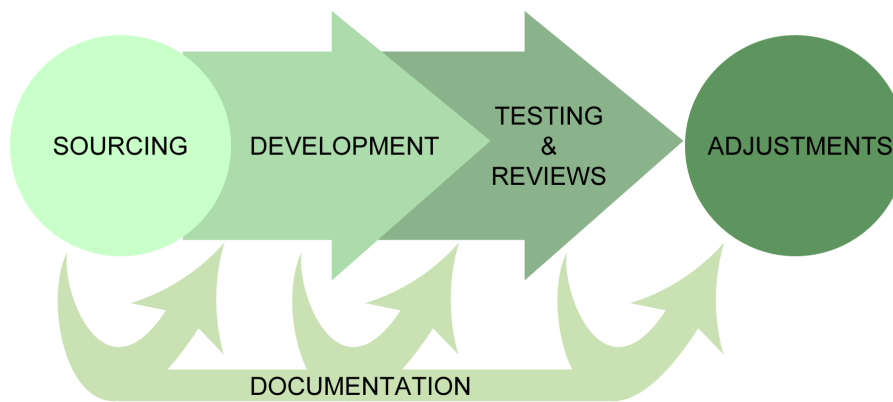 SOURCING
DEVELOPMENT
TESTING
&
REVIEWS
ADJUSTMENTS
DOCUMENTATION